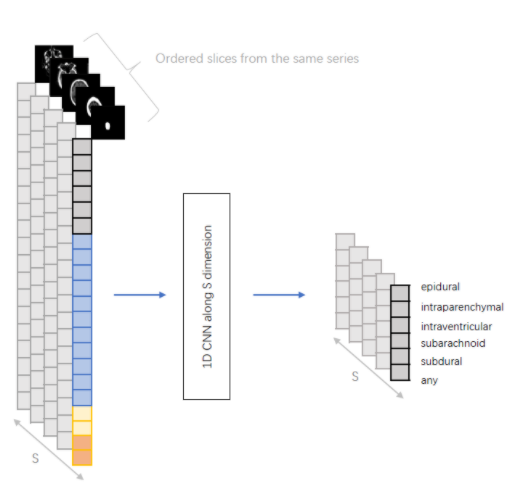 Ordered slices from the same series
1D CNN along S dimension
epidural
intraparenchymal
intraventricular
subarachnoid
subdural
any
S
S